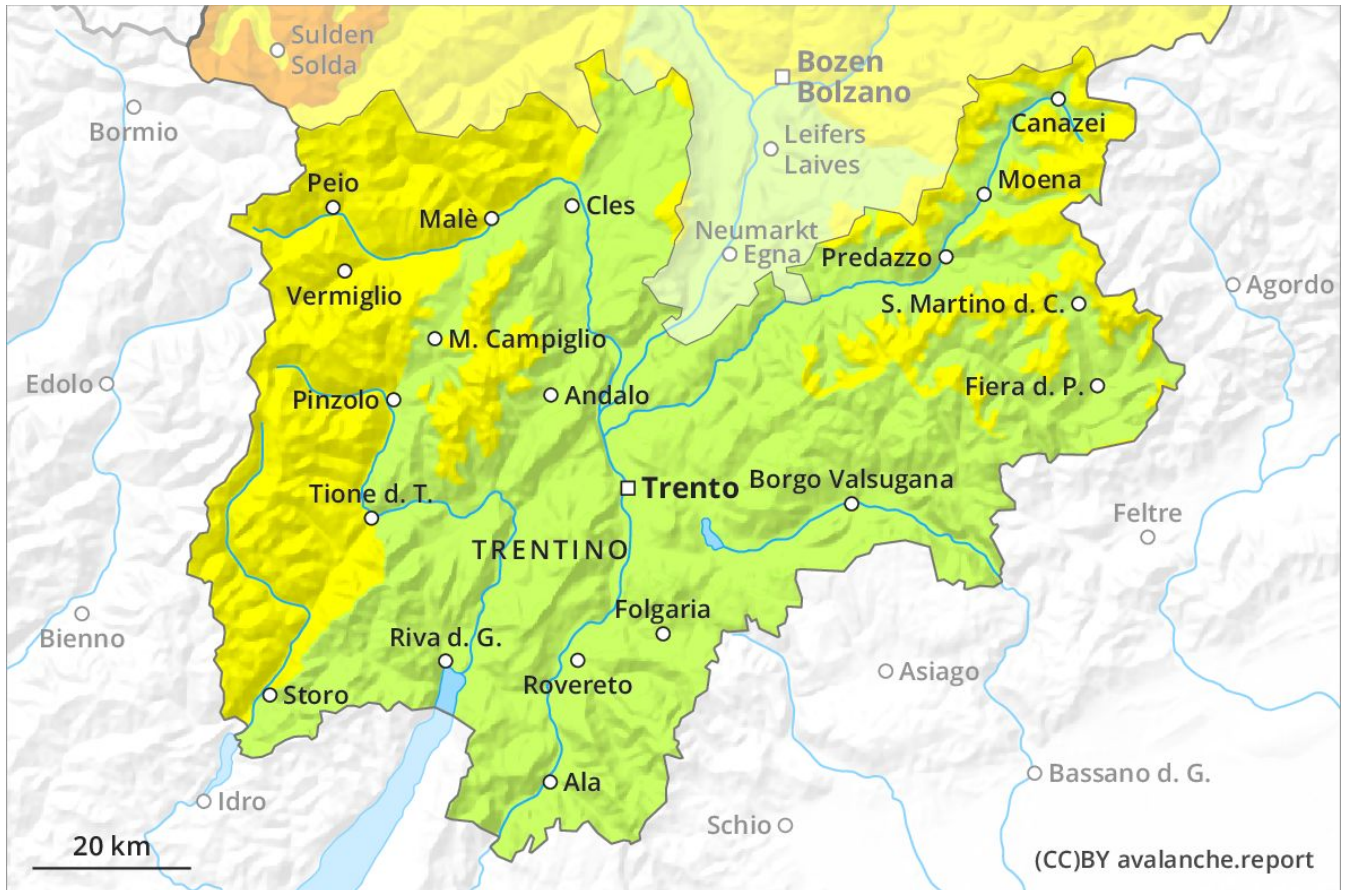 Sulden
Solda
Bozen
Bolzano
Bormio
Canazei
Leifers
Laives
Peio
Moena
Malè
Cles
Neumarkt
Egna
Predazzo
Vermiglio
Agordo
S. Martino d. C.
M. Campiglio
Edolo
Fiera d. P.
Pinzolo
Andalo
Trento
Borgo Valsugana
Tione d. T.
Feltre
TRENTINO
Bienno
Folgaria
Riva d. G.
Asiago
Rovereto
Storo
Bassano d. G.
Ala
Idro
Schio
20 km
(CC)BY avalanche.report